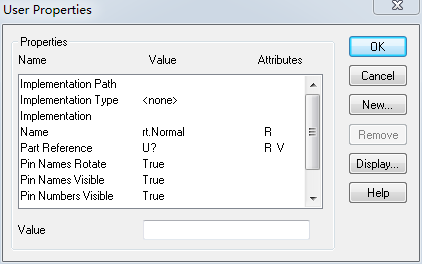 User Properties
Properties
Name Value Attributes
Implementation Path
Implementation Type <none>
Implementation
Name rt.Normal R
Part Reference U? R V
Pin Names Rotate True
Pin Names Visible True
Pin Numbers Visible True
Value
OK
Cancel
New...
Remove
Display...
Help